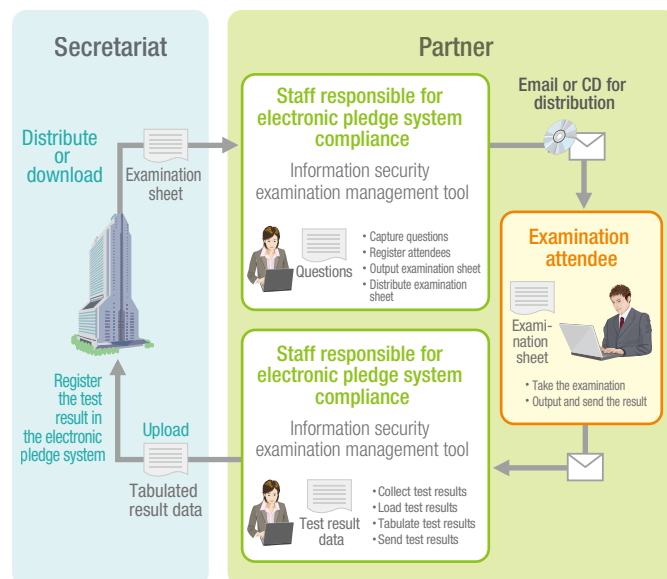 Secretariat
Partner
Distribute
or
download
Examination
sheet
Staff responsible for
electronic pledge system
compliance
Information security
examination management tool
Questions
• Capture questions
• Register attendees
• Output examination sheet
• Distribute examination
sheet
Email or CD for
distribution
Examination
attendee
Exami-
nation
sheet
• Take the examination
• Output and send the result
Staff responsible for
electronic pledge system
compliance
Information security
examination management tool
Test result
data
• Collect test results
• Load test results
• Tabulate test results
• Send test results
Upload
Tabulated
result data
Register
the test
result in
the electronic
pledge system